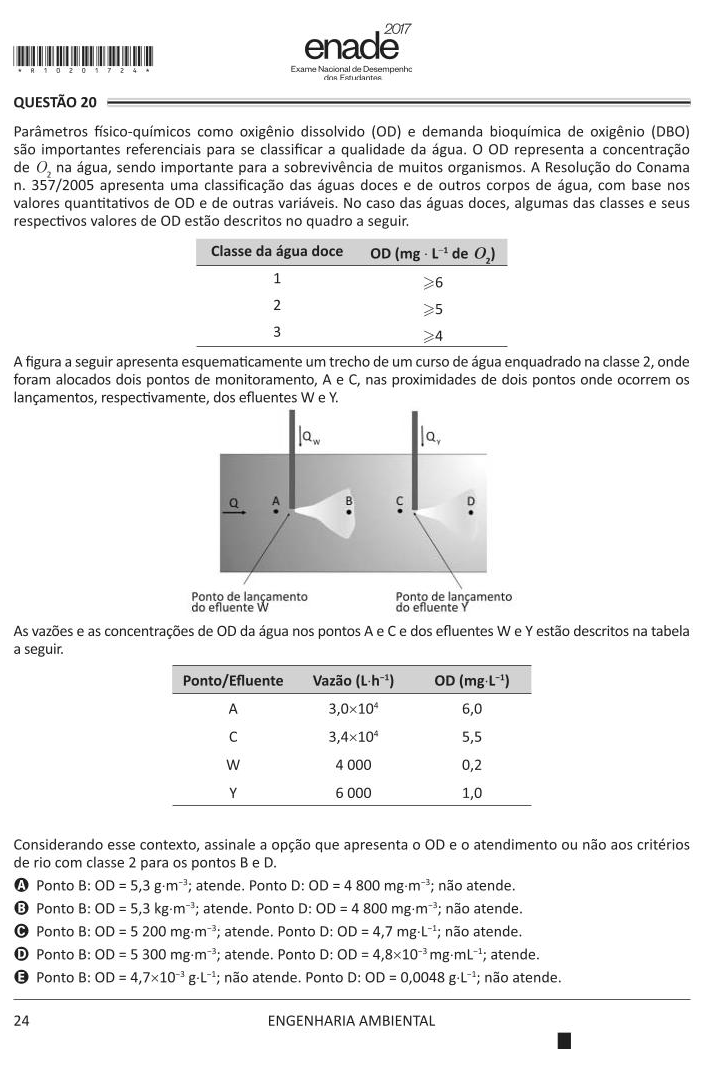 2017
enade
Exame Nacional de Desempenho
dos Estudantes
* R 1 0 2 0 1 7 2 4 *
QUESTÃO 20
Parâmetros físico-químicos como oxigênio dissolvido (OD) e demanda bioquímica de oxigênio (DBO)
são importantes referenciais para se classificar a qualidade da água. O OD representa a concentração
de O₂ na água, sendo importante para a sobrevivência de muitos organismos. A Resolução do Conama
n. 357/2005 apresenta uma classificação das águas doces e de outros corpos de água, com base nos
valores quantitativos de OD e de outras variáveis. No caso das águas doces, algumas das classes e seus
respectivos valores de OD estão descritos no quadro a seguir.
Classe da água doce OD (mg · L⁻¹ de O₂)
1 ⩾6
2 ⩾5
3 ⩾4
A figura a seguir apresenta esquematicamente um trecho de um curso de água enquadrado na classe 2, onde
foram alocados dois pontos de monitoramento, A e C, nas proximidades de dois pontos onde ocorrem os
lançamentos, respectivamente, dos efluentes W e Y.
Q_W Q_Y
Q A B C D
Ponto de lançamento Ponto de lançamento
do efluente W do efluente Y
As vazões e as concentrações de OD da água nos pontos A e C e dos efluentes W e Y estão descritos na tabela
a seguir.
Ponto/Efluente Vazão (L·h⁻¹) OD (mg·L⁻¹)
A 3,0×10⁴ 6,0
C 3,4×10⁴ 5,5
W 4 000 0,2
Y 6 000 1,0
Considerando esse contexto, assinale a opção que apresenta o OD e o atendimento ou não aos critérios
de rio com classe 2 para os pontos B e D.
A Ponto B: OD = 5,3 g·m⁻³; atende. Ponto D: OD = 4 800 mg·m⁻³; não atende.
B Ponto B: OD = 5,3 kg·m⁻³; atende. Ponto D: OD = 4 800 mg·m⁻³; não atende.
C Ponto B: OD = 5 200 mg·m⁻³; atende. Ponto D: OD = 4,7 mg·L⁻¹; não atende.
D Ponto B: OD = 5 300 mg·m⁻³; atende. Ponto D: OD = 4,8×10⁻³ mg·mL⁻¹; atende.
E Ponto B: OD = 4,7×10⁻³ g·L⁻¹; não atende. Ponto D: OD = 0,0048 g·L⁻¹; não atende.
24 ENGENHARIA AMBIENTAL